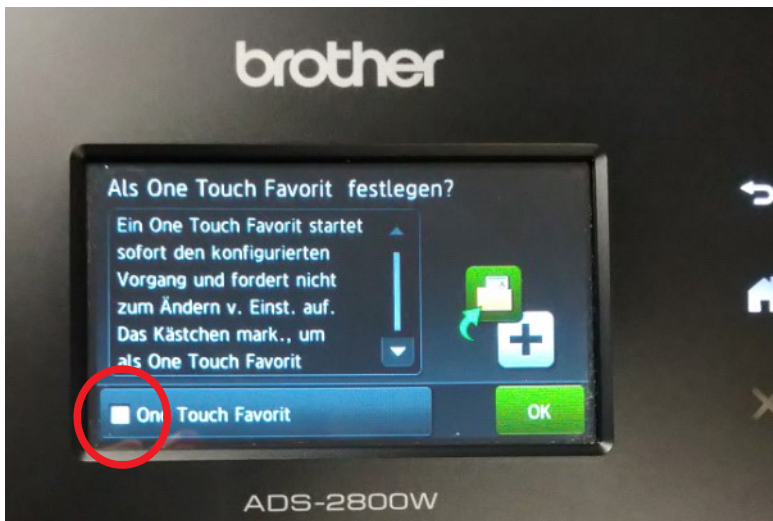 brother
Als One Touch Favorit festlegen?
Ein One Touch Favorit startet
sofort den konfigurierten
Vorgang und fordert nicht
zum Ändern v. Einst. auf.
Das Kästchen mark., um
als One Touch Favorit
One Touch Favorit
OK
ADS-2800W